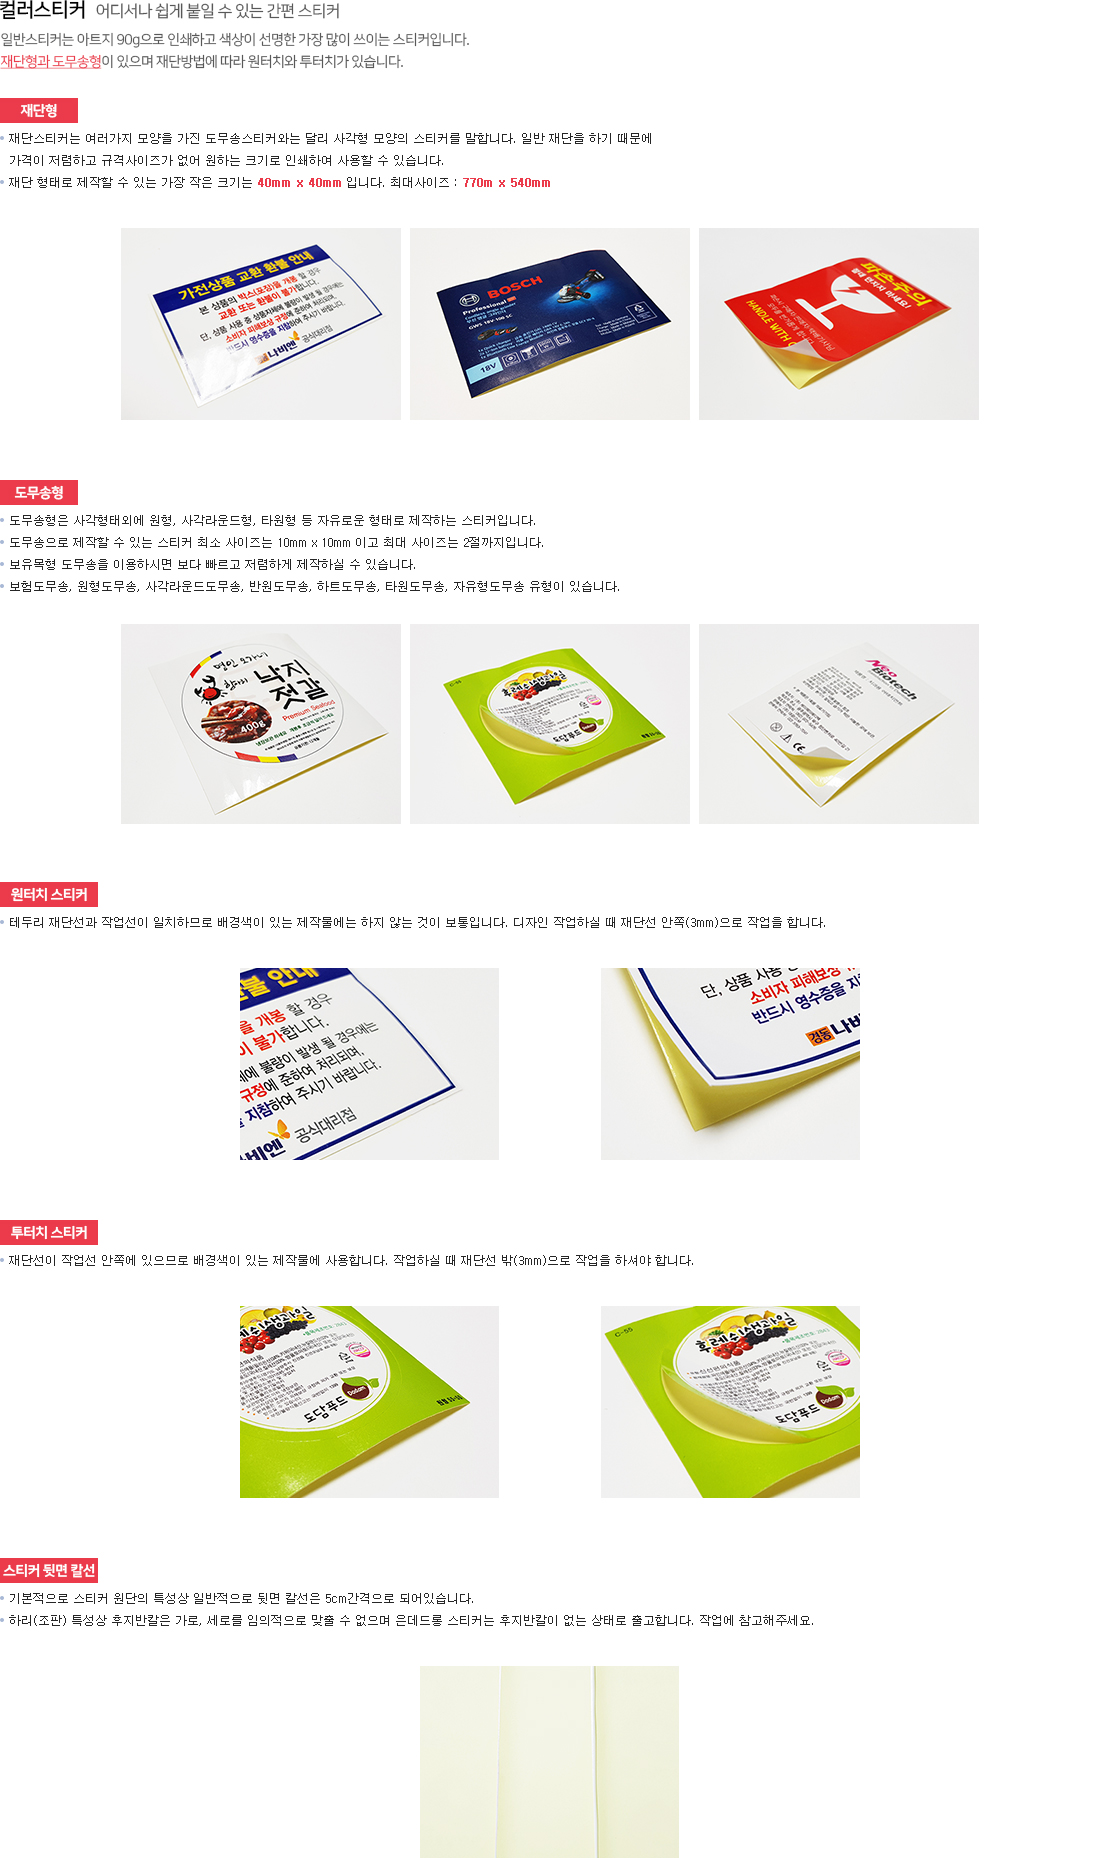 컬러스티커 어디서나 쉽게 붙일 수 있는 간편 스티커
일반스티커는 아트지 90g으로 인쇄하고 색상이 선명한 가장 많이 쓰이는 스티커입니다.
재단형과 도무송형이 있으며 재단방법에 따라 원터치와 투터치가 있습니다.
재단형
재단스티커는 여러가지 모양을 가진 도무송스티커와는 달리 사각형 모양의 스티커를 말합니다. 일반 재단을 하기 때문에
가격이 저렴하고 규격사이즈가 없어 원하는 크기로 인쇄하여 사용할 수 있습니다.
재단 형태로 제작할 수 있는 가장 작은 크기는 40mm x 40mm 입니다. 최대사이즈 : 770m x 540mm
가전상품 교환 환불 안내
본 상품의 박스(포장)을 개봉 할 경우
교환 또는 환불이 불가합니다.
단, 상품 사용 중 상품자체에 불량이 발생 될 경우에는
소비자 피해보상 규정에 준하여 처리되며,
반드시 영수증을 지참하여 주시기 바랍니다.
나비엔 공식대리점
BOSCH
Professional
GWS 18V-100 SC
18V
파손주의
절대 던지지 마세요!
HANDLE WITH
도무송형
도무송형은 사각형태외에 원형, 사각라운드형, 타원형 등 자유로운 형태로 제작하는 스티커입니다.
도무송으로 제작할 수 있는 스티커 최소 사이즈는 10mm x 10mm 이고 최대 사이즈는 2절까지입니다.
보유목형 도무송을 이용하시면 보다 빠르고 저렴하게 제작하실 수 있습니다.
보험도무송, 원형도무송, 사각라운드도무송, 반원도무송, 하트도무송, 타원도무송, 자유형도무송 유형이 있습니다.
명인 오가네
낙지
젓갈
Premium Seafood
400g
후레쉬생과일
도담푸드
Neo
Biotech
원터치 스티커
테두리 재단선과 작업선이 일치하므로 배경색이 있는 제작물에는 하지 않는 것이 보통입니다. 디자인 작업하실 때 재단선 안쪽(3mm)으로 작업을 합니다.
불 안내
을 개봉 할 경우
이 불가합니다.
에 불량이 발생 될 경우에는
규정에 준하여 처리되며,
지참하여 주시기 바랍니다.
나비엔 공식대리점
단, 상품 사용
소비자 피해보상
반드시 영수증을 지
경동 나비
투터치 스티커
재단선이 작업선 안쪽에 있으므로 배경색이 있는 제작물에 사용합니다. 작업하실 때 재단선 밖(3mm)으로 작업을 하셔야 합니다.
후레쉬생과일
Dodam
도담푸드
C-55
후레쉬생과일
Dodam
도담푸드
스티커 뒷면 칼선
기본적으로 스티커 원단의 특성상 일반적으로 뒷면 칼선은 5cm간격으로 되어있습니다.
하리(조판) 특성상 후지반칼은 가로, 세로를 임의적으로 맞출 수 없으며 은데드롱 스티커는 후지반칼이 없는 상태로 출고합니다. 작업에 참고해주세요.